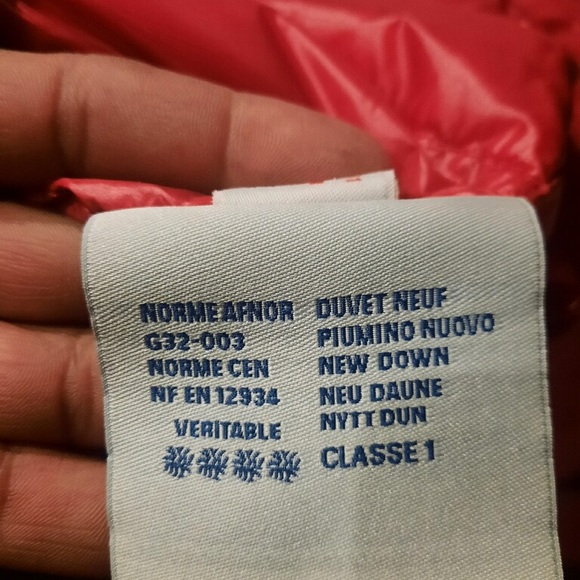 NORME AFNOR
G32-003
NORME CEN
NF EN 12934
VERITABLE
DUVET NEUF
PIUMINO NUOVO
NEW DOWN
NEU DAUNE
NYTT DUN
CLASSE 1